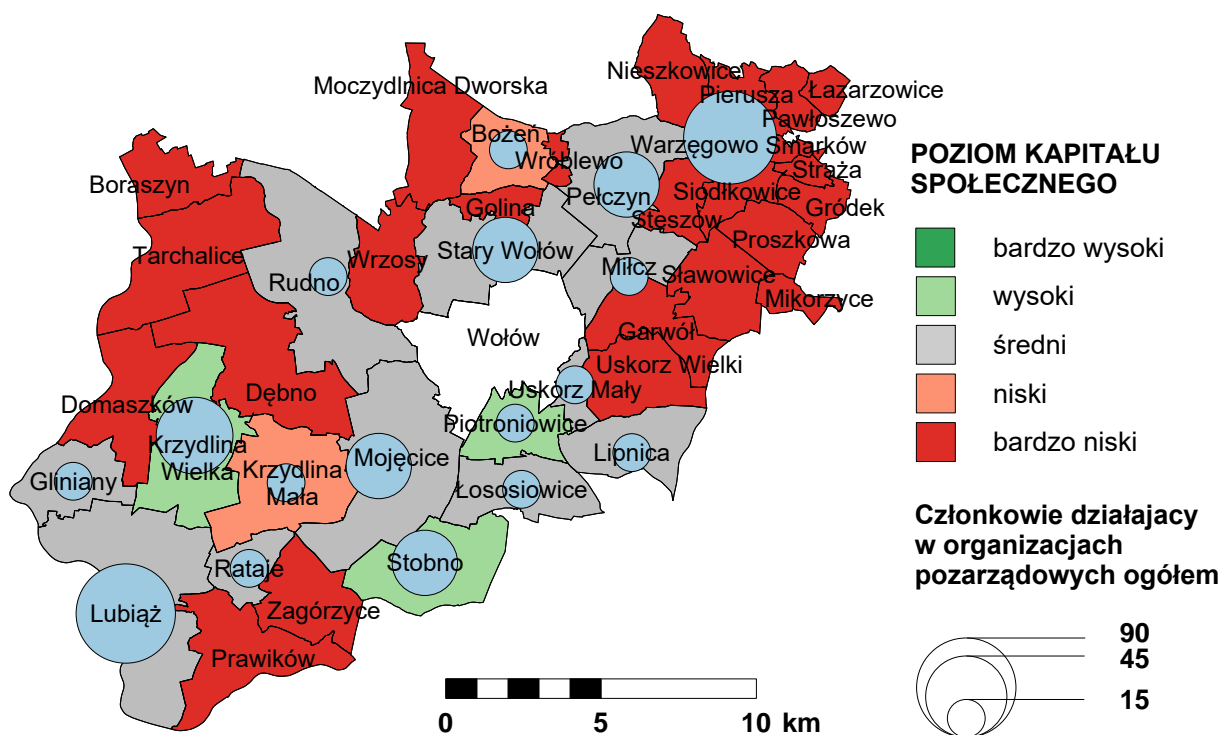 Nieszkowice
Moczydlnica Dworska
Pierusza
Łazarzowice
Pawłoszewo
Bożeń
Warzęgowo
Smarków
Wróblewo
Strąża
Boraszyn
Pełczyn
Siodłkowice
Golina
Stęszów
Gródek
Proszkowa
Stary Wołów
Tarchalice
Wrzosy
Miłcz
Sławowice
Rudno
Mikorzyce
Wołów
Garwół
Uskorz Wielki
Dębno
Uskorz Mały
Domaszków
Piotroniowice
Krzydlina
Wielka
Mojęcice
Lipnica
Krzydlina
Mała
Gliniany
Łososiowice
Rataje
Stobno
Lubiąż
Zagórzyce
Prawików
0
5
10 km
POZIOM KAPITAŁU
SPOŁECZNEGO
bardzo wysoki
wysoki
średni
niski
bardzo niski
Członkowie działajacy
w organizacjach
pozarządowych ogółem
90
45
15